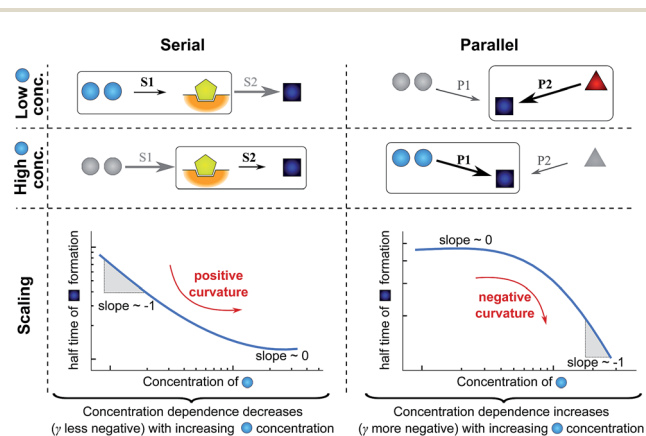 Serial
Parallel
Low conc.
S1
S2
P1
P2
High conc.
S1
S2
P1
P2
Scaling
half time of formation
slope ~ -1
positive
curvature
slope ~ 0
Concentration of
half time of formation
slope ~ 0
negative
curvature
slope ~ -1
Concentration of
Concentration dependence decreases
(γ less negative) with increasing concentration
Concentration dependence increases
(γ more negative) with increasing concentration